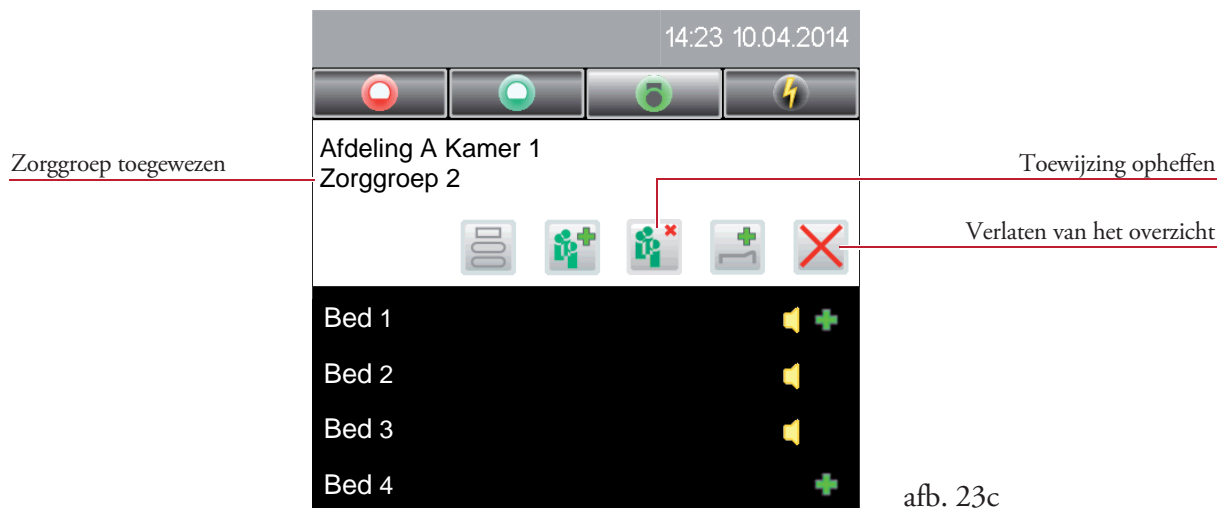 14:23 10.04.2014
Afdeling A Kamer 1
Zorggroep toegewezen
Zorggroep 2
Toewijzing opheffen
Verlaten van het overzicht
Bed 1
Bed 2
Bed 3
Bed 4
afb. 23c